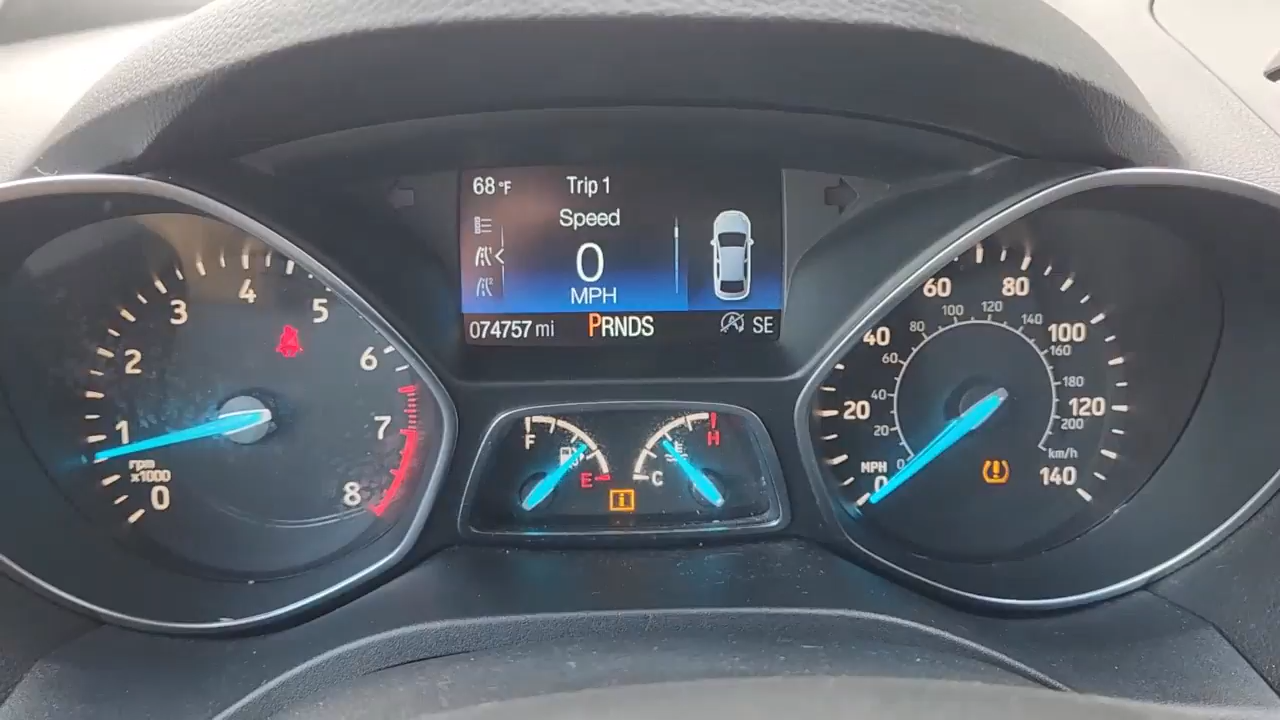 68 °F Trip 1
Speed
0
MPH
074757 mi PRNDS SE
0 1 2 3 4 5 6 7 8
rpm
x1000
F E
C H
i
0 20 40 60 80 100 120 140
MPH
0 20 40 60 80 100 120 140 160 180 200
km/h